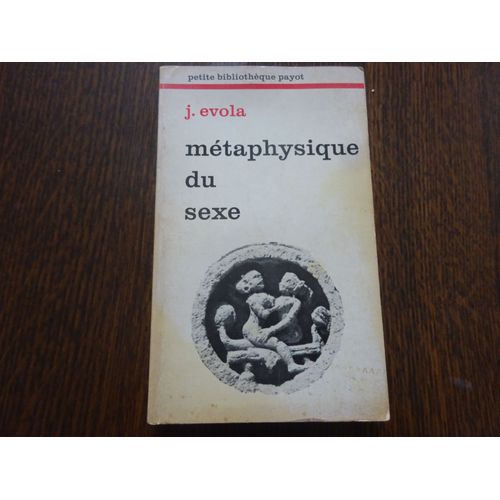 petite bibliothèque payot
j. evola
métaphysique
du
sexe